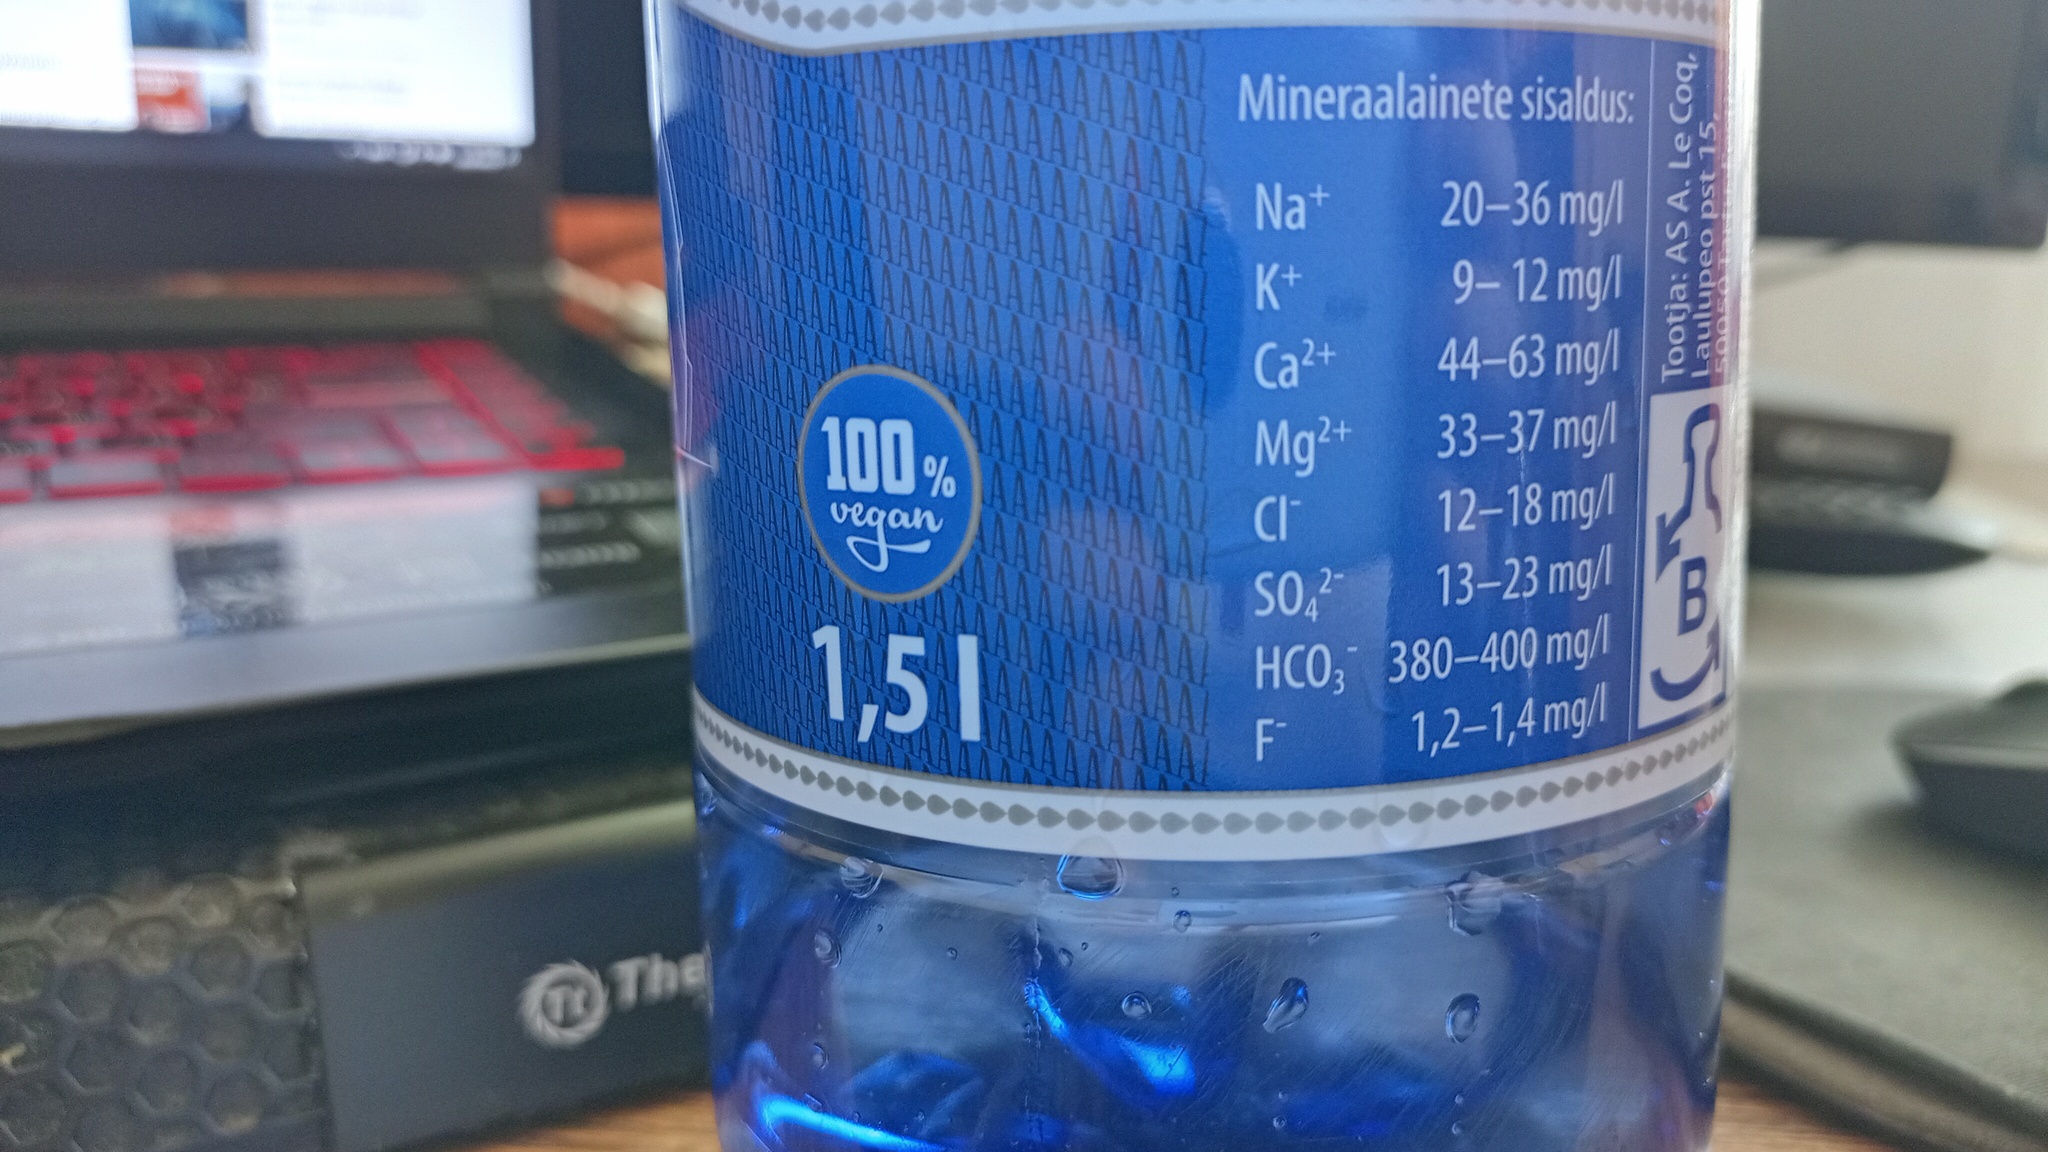 100 %
vegan
1,5 l
Mineraalainete sisaldus:
Na⁺ 20–36 mg/l
K⁺ 9– 12 mg/l
Ca²⁺ 44–63 mg/l
Mg²⁺ 33–37 mg/l
Cl⁻ 12–18 mg/l
SO₄²⁻ 13–23 mg/l
HCO₃⁻ 380–400 mg/l
F⁻ 1,2–1,4 mg/l
Tootja: AS A. Le Coq,
Laulupeo pst 15,
B